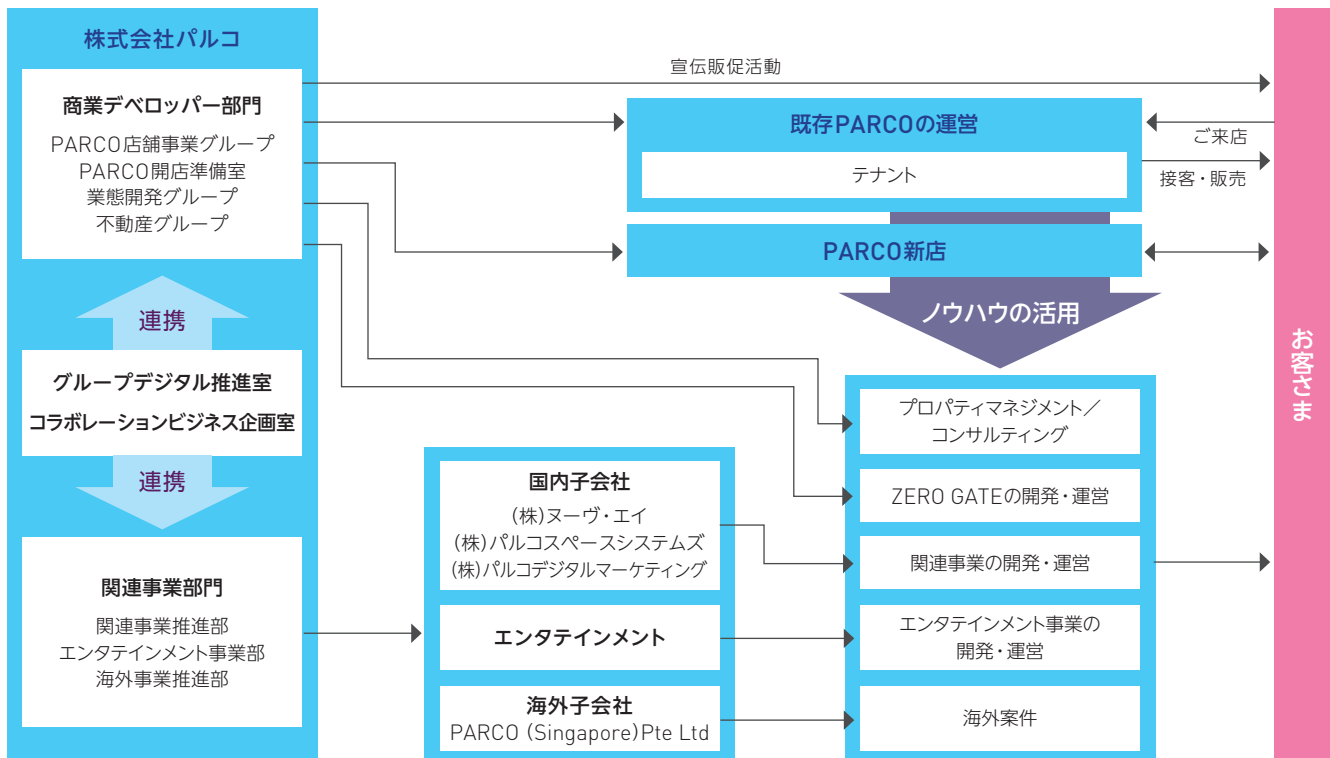 株式会社パルコ
商業デベロッパー部門
PARCO店舗事業グループ
PARCO開店準備室
業態開発グループ
不動産グループ
連携
グループデジタル推進室
コラボレーションビジネス企画室
連携
関連事業部門
関連事業推進部
エンタテインメント事業部
海外事業推進部
宣伝販促活動
既存PARCOの運営
テナント
ご来店
接客・販売
PARCO新店
ノウハウの活用
国内子会社
(株)ヌーヴ・エイ
(株)パルコスペースシステムズ
(株)パルコデジタルマーケティング
エンタテインメント
海外子会社
PARCO (Singapore)Pte Ltd
プロパティマネジメント／
コンサルティング
ZERO GATEの開発・運営
関連事業の開発・運営
エンタテインメント事業の
開発・運営
海外案件
お客さま